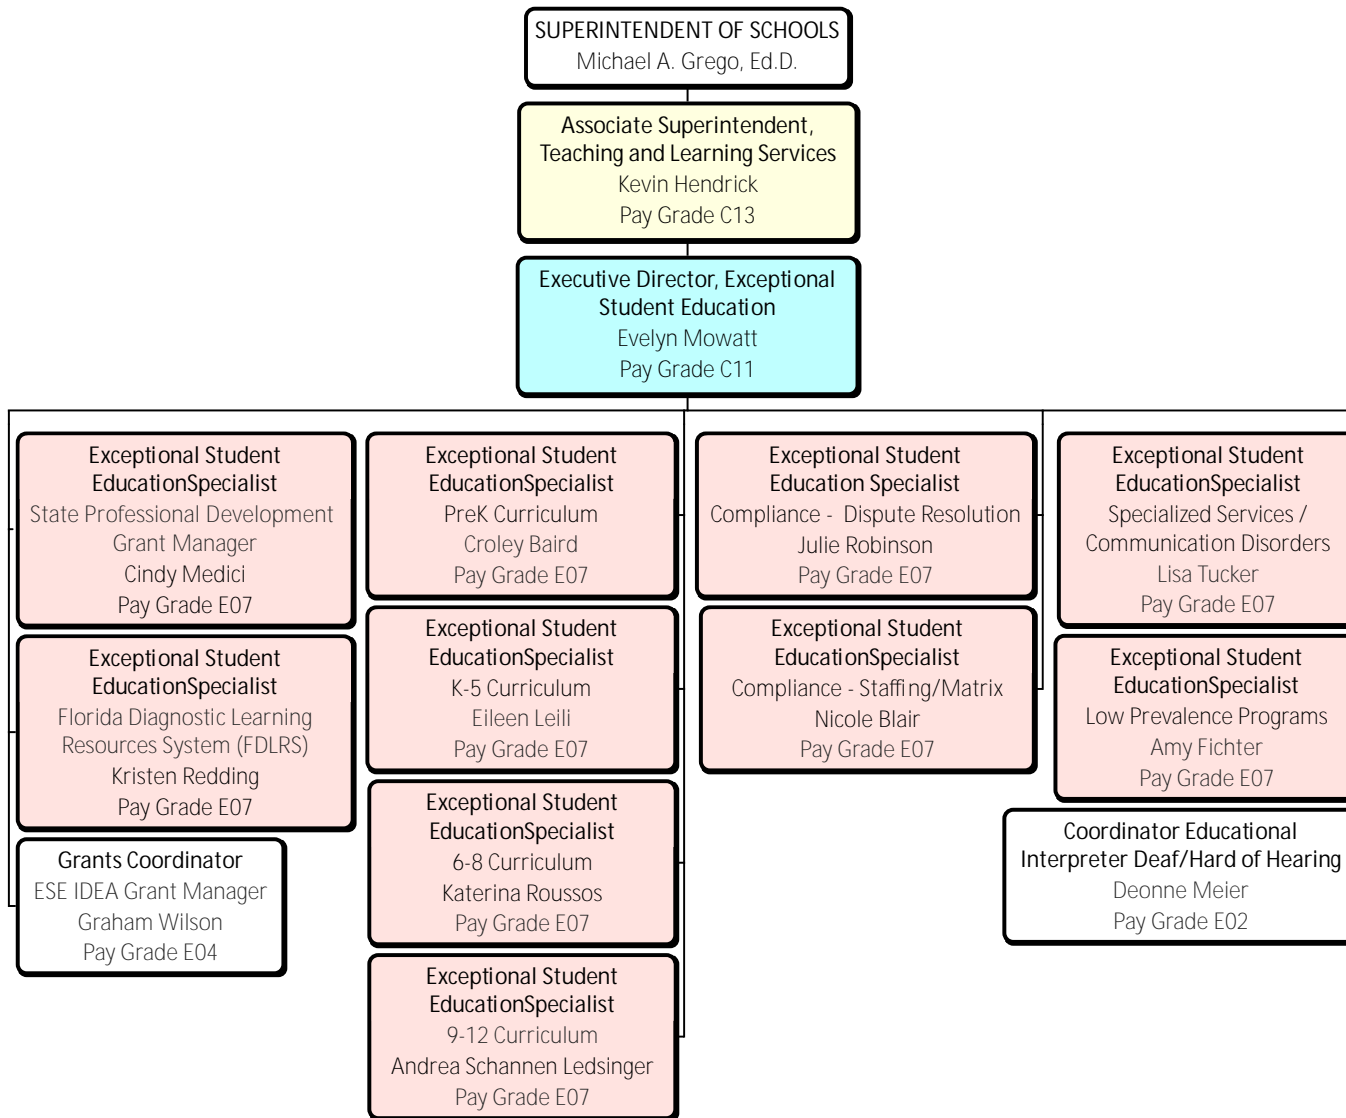 SUPERINTENDENT OF SCHOOLS
Michael A. Grego, Ed.D.
Associate Superintendent,
Teaching and Learning Services
Kevin Hendrick
Pay Grade C13
Executive Director, Exceptional
Student Education
Evelyn Mowatt
Pay Grade C11
Exceptional Student
EducationSpecialist
State Professional Development
Grant Manager
Cindy Medici
Pay Grade E07
Exceptional Student
EducationSpecialist
Florida Diagnostic Learning
Resources System (FDLRS)
Kristen Redding
Pay Grade E07
Grants Coordinator
ESE IDEA Grant Manager
Graham Wilson
Pay Grade E04
Exceptional Student
EducationSpecialist
PreK Curriculum
Croley Baird
Pay Grade E07
Exceptional Student
EducationSpecialist
K-5 Curriculum
Eileen Leili
Pay Grade E07
Exceptional Student
EducationSpecialist
6-8 Curriculum
Katerina Roussos
Pay Grade E07
Exceptional Student
EducationSpecialist
9-12 Curriculum
Andrea Schannen Ledsinger
Pay Grade E07
Exceptional Student
Education Specialist
Compliance - Dispute Resolution
Julie Robinson
Pay Grade E07
Exceptional Student
EducationSpecialist
Compliance - Staffing/Matrix
Nicole Blair
Pay Grade E07
Exceptional Student
EducationSpecialist
Specialized Services /
Communication Disorders
Lisa Tucker
Pay Grade E07
Exceptional Student
EducationSpecialist
Low Prevalence Programs
Amy Fichter
Pay Grade E07
Coordinator Educational
Interpreter Deaf/Hard of Hearing
Deonne Meier
Pay Grade E02